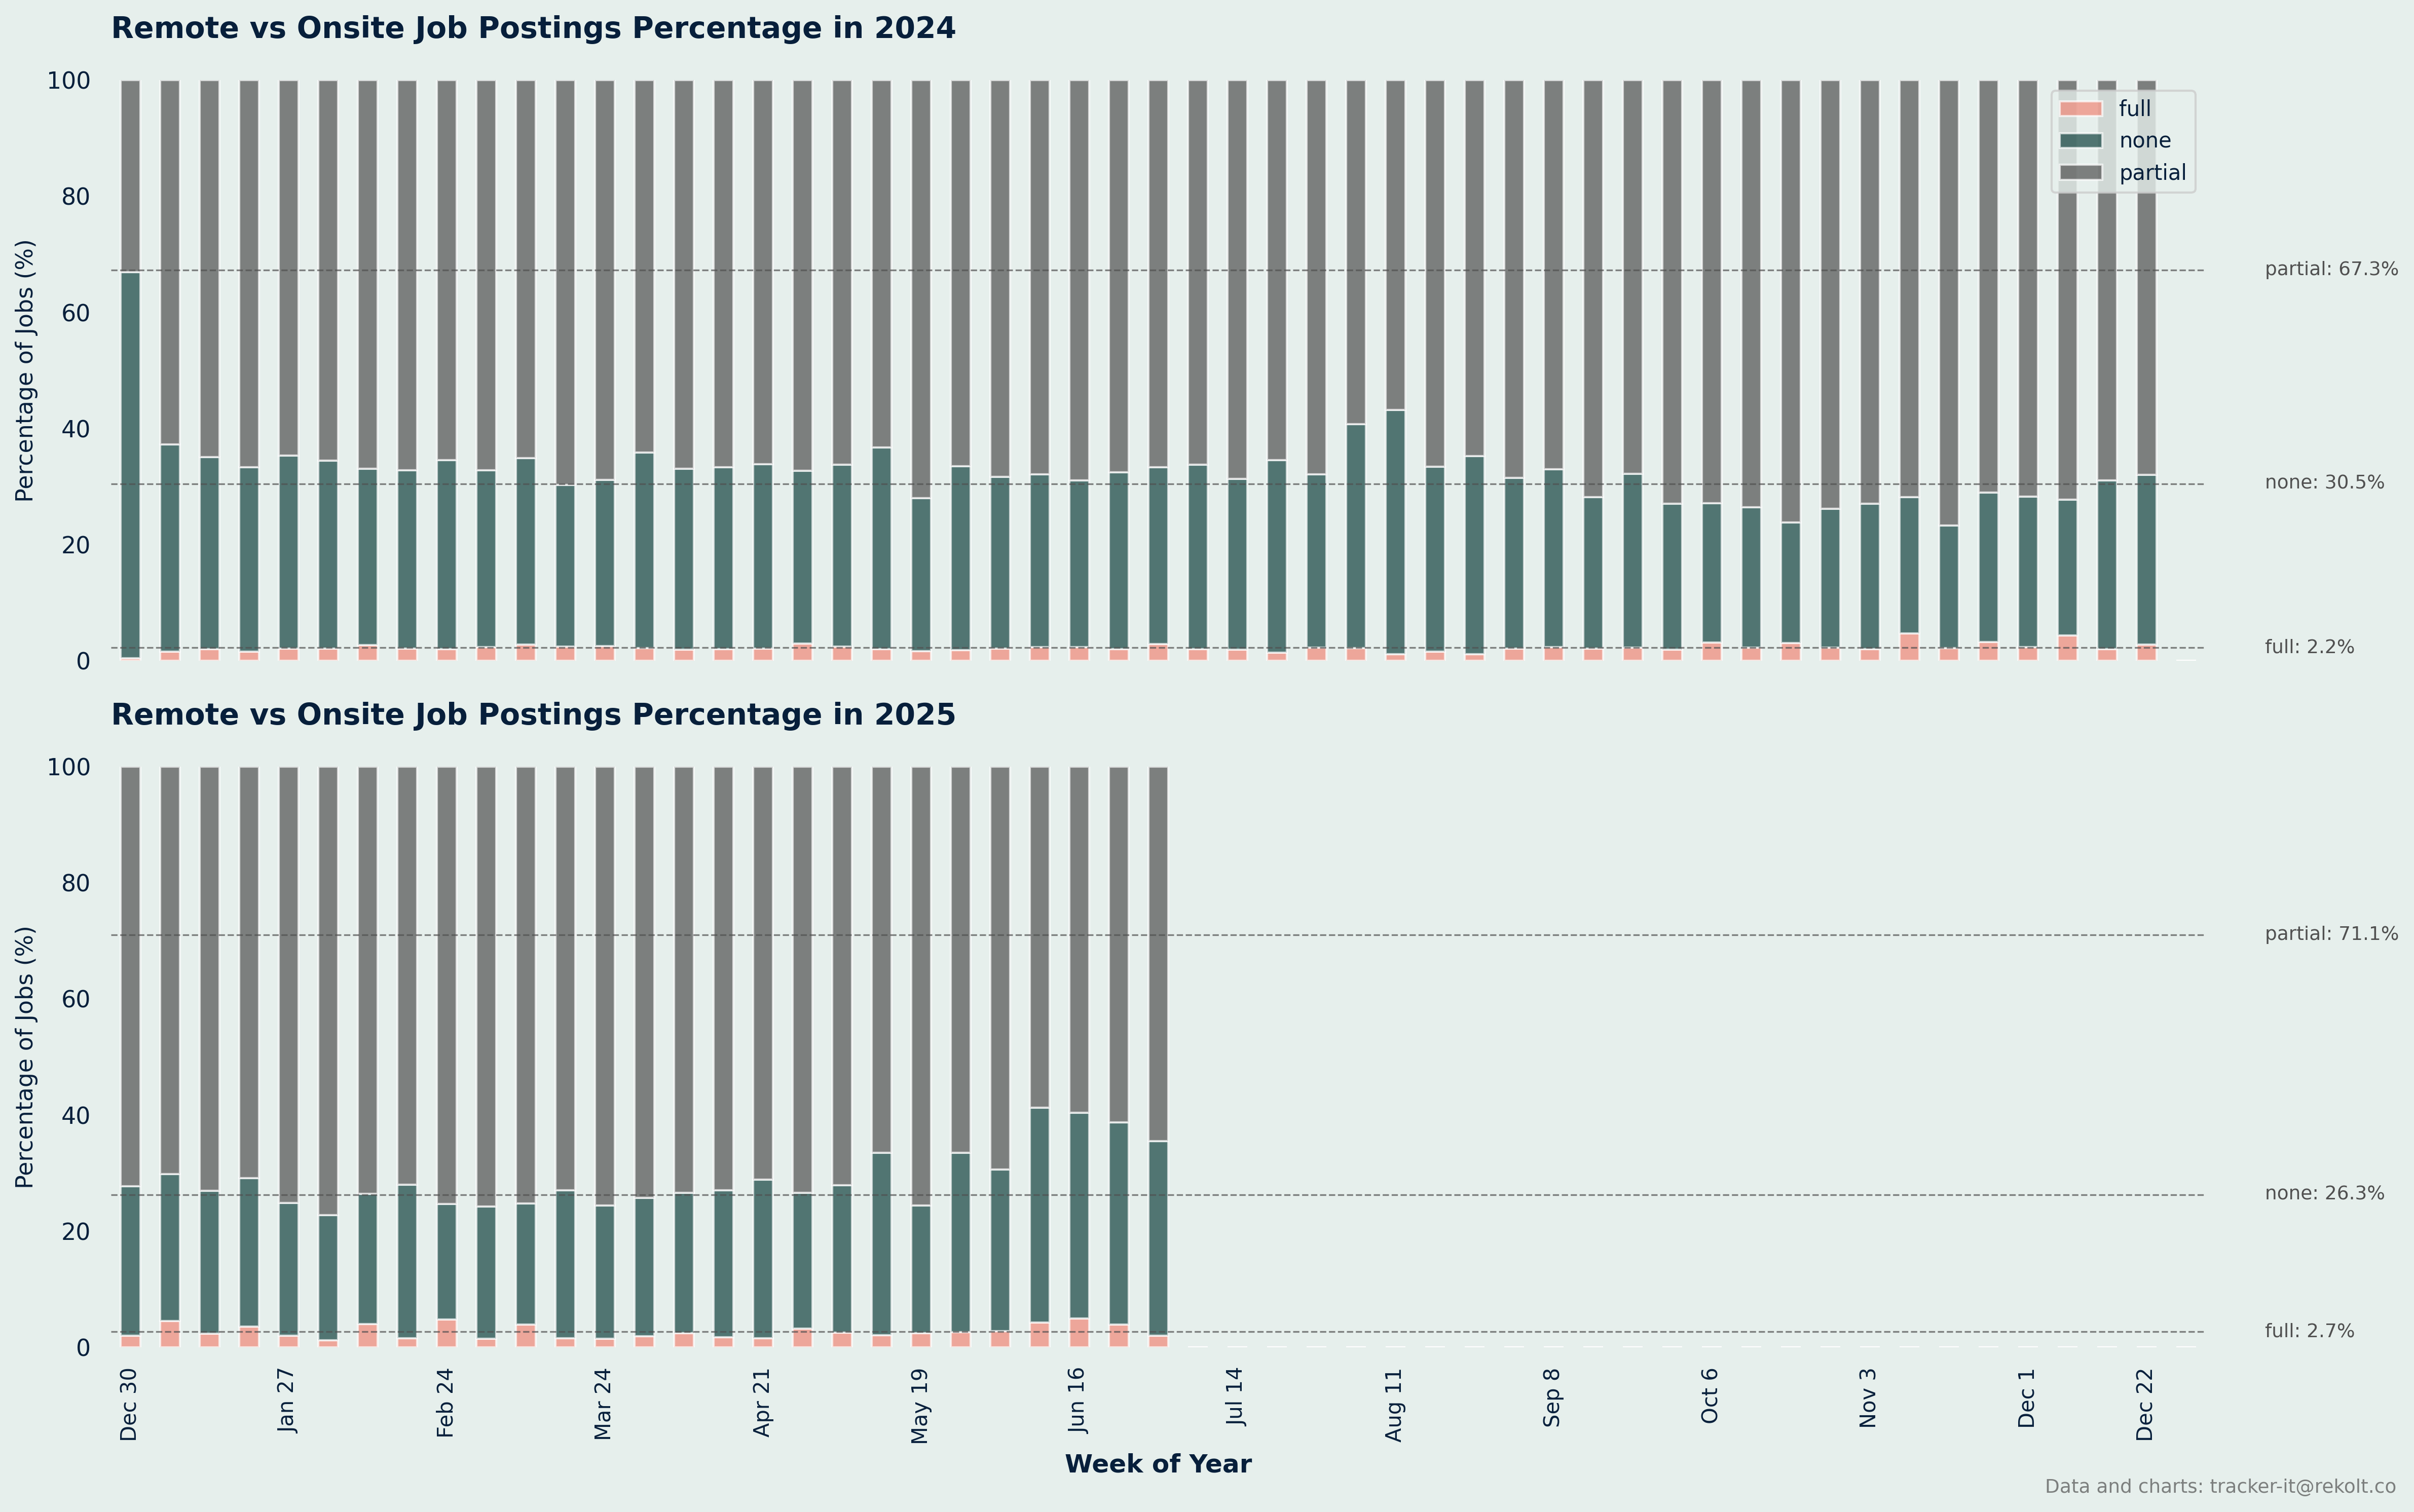 Remote vs Onsite Job Postings Percentage in 2024
Percentage of Jobs (%)
100
80
60
40
20
0
full
none
partial
partial: 67.3%
none: 30.5%
full: 2.2%
Remote vs Onsite Job Postings Percentage in 2025
Percentage of Jobs (%)
100
80
60
40
20
0
partial: 71.1%
none: 26.3%
full: 2.7%
Dec 30
Jan 27
Feb 24
Mar 24
Apr 21
May 19
Jun 16
Jul 14
Aug 11
Sep 8
Oct 6
Nov 3
Dec 1
Dec 22
Week of Year
Data and charts: tracker-it@rekolt.co